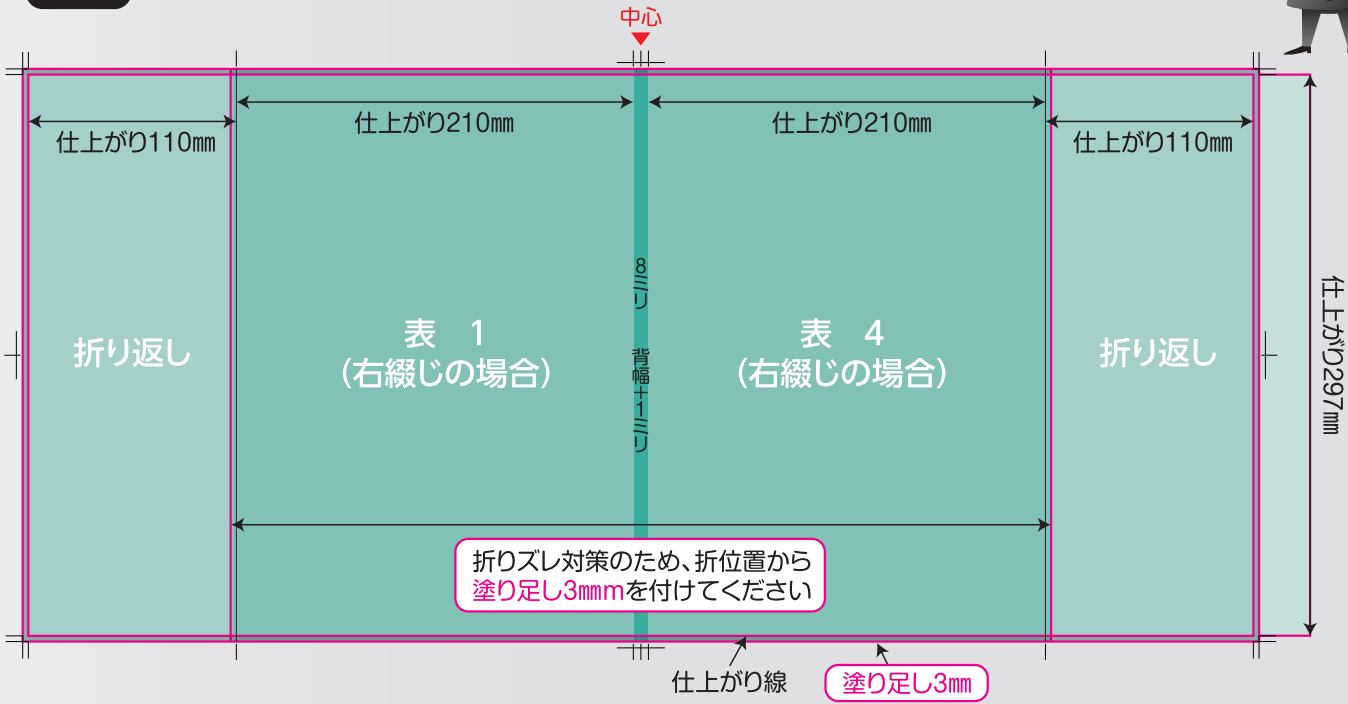 中心
仕上がり110㎜
仕上がり210㎜
仕上がり210㎜
仕上がり110㎜
折り返し
表 1
（右綴じの場合）
8ミリ 背幅+1ミリ
表 4
（右綴じの場合）
折り返し
仕上がり297㎜
折りズレ対策のため、折位置から
塗り足し3㎜mを付けてください
仕上がり線
塗り足し3㎜